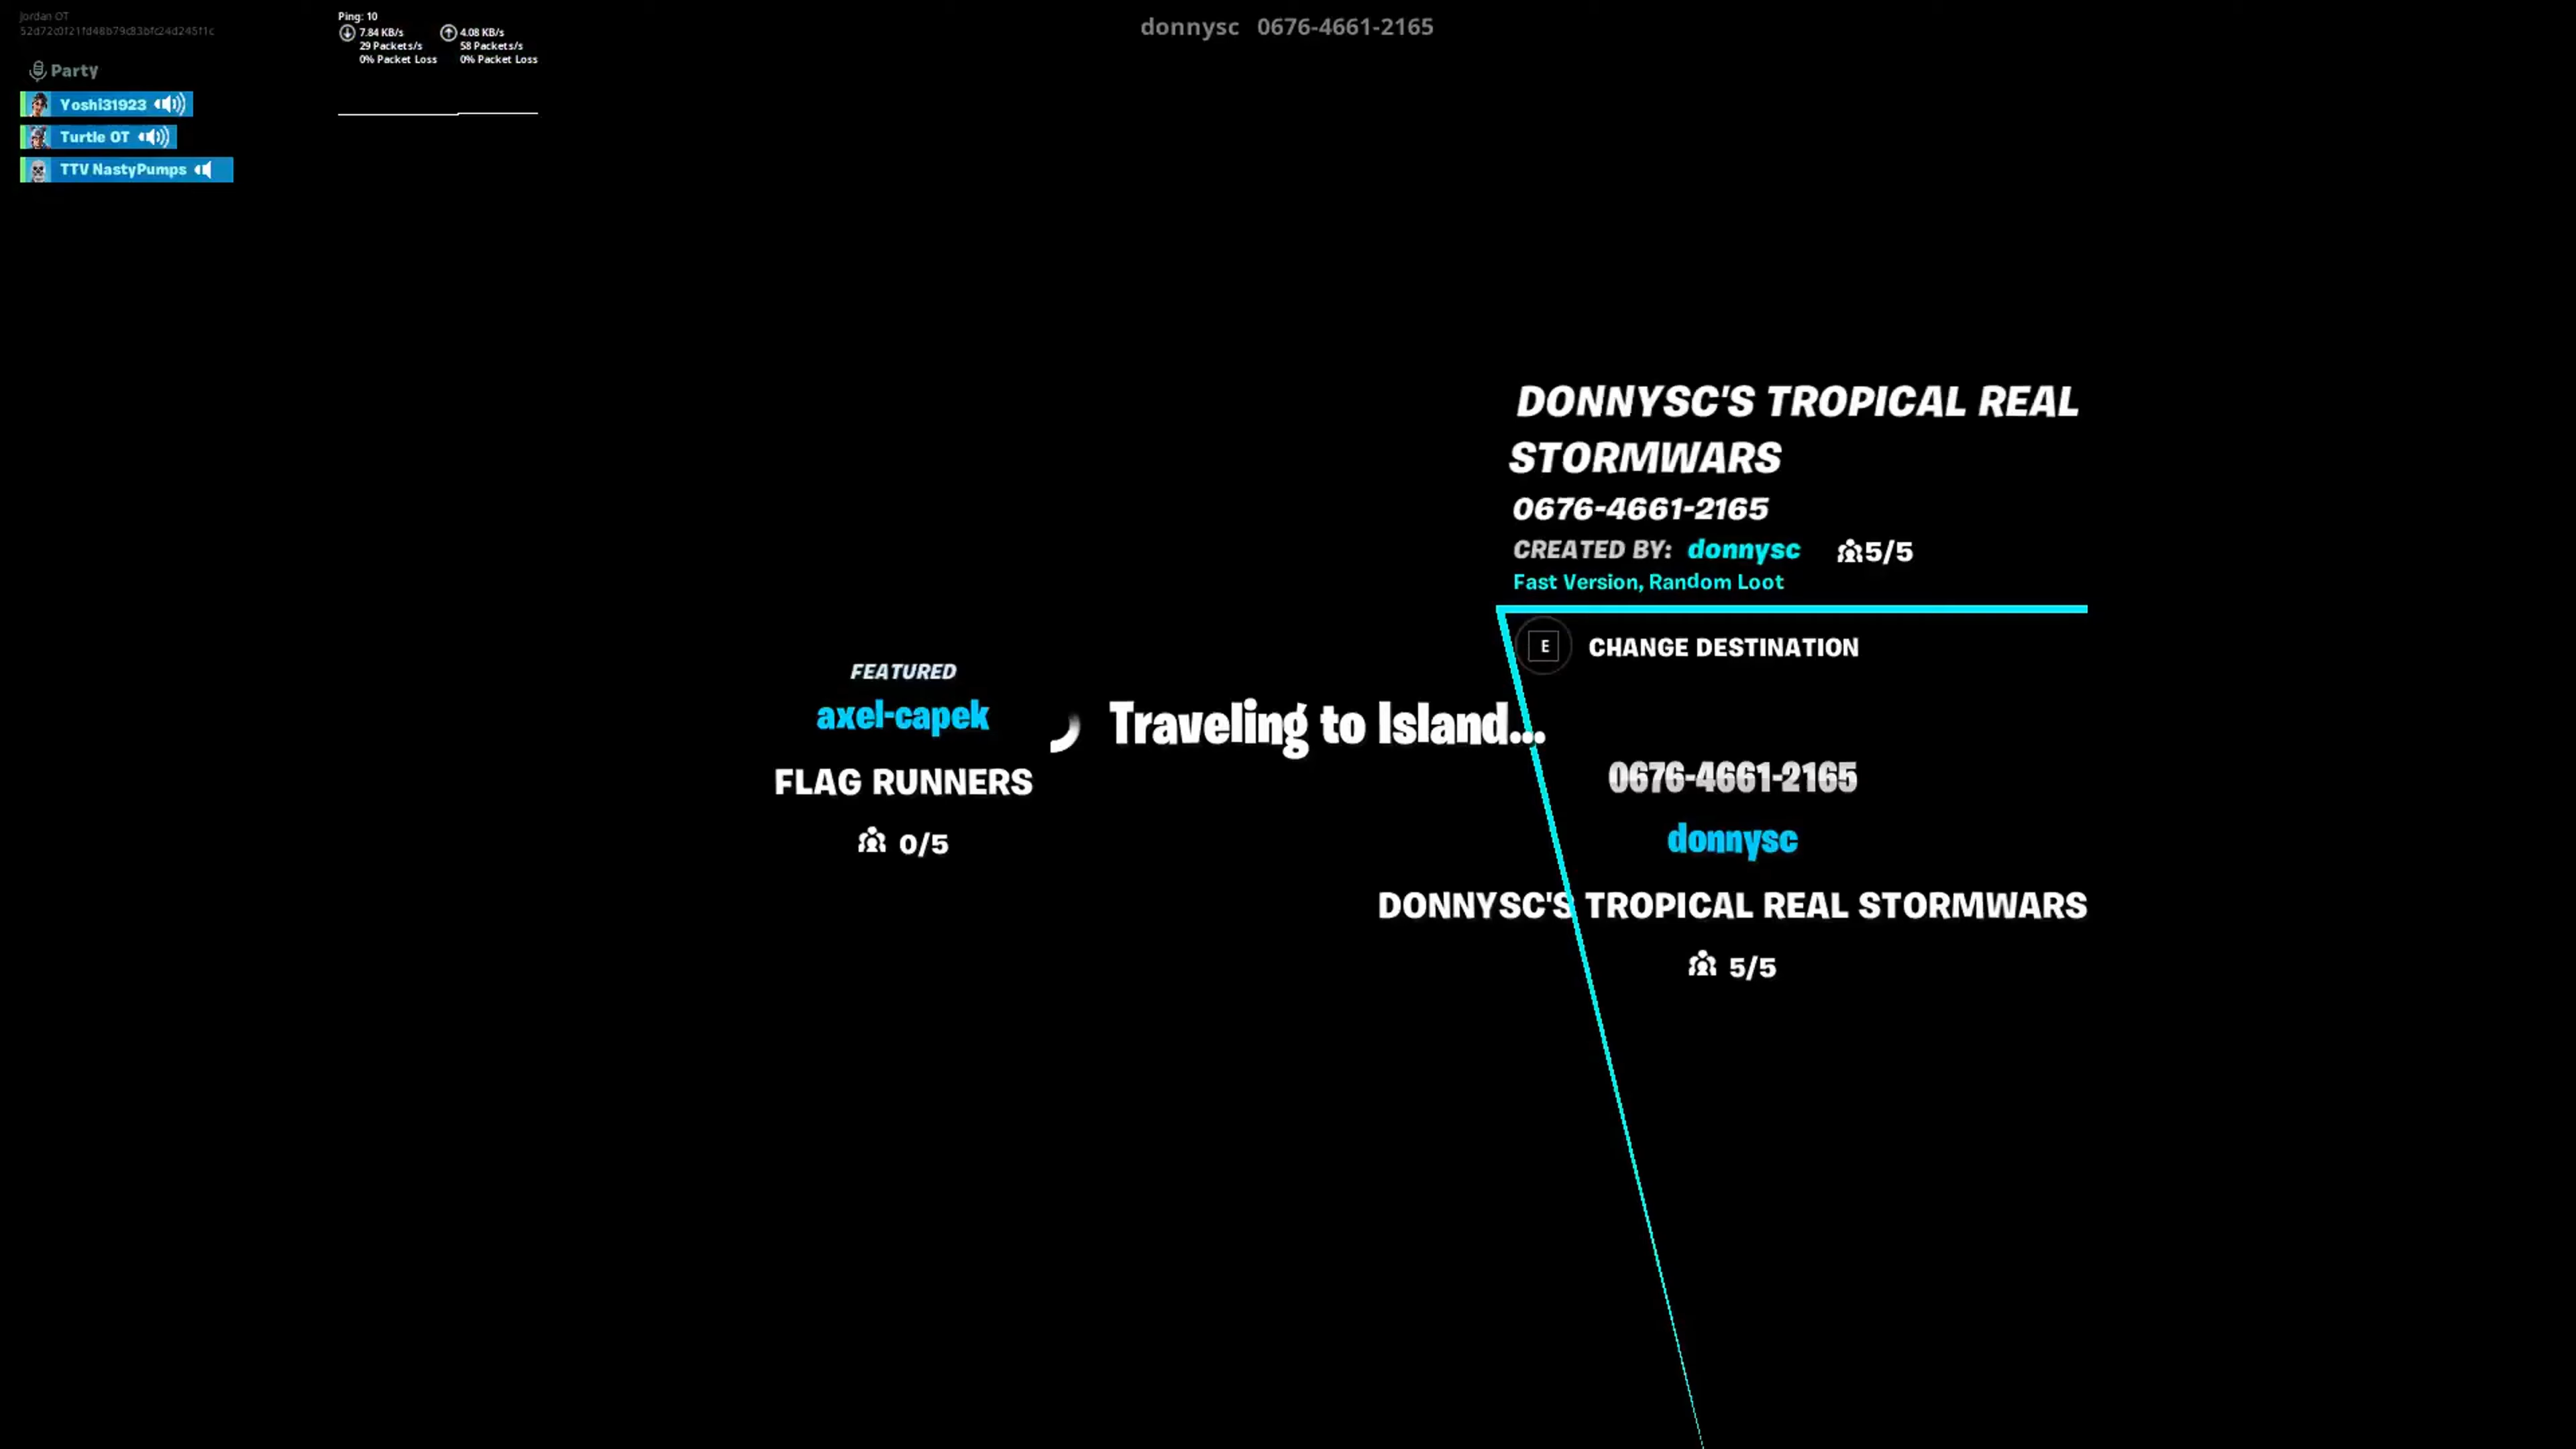 Jordan OT
Ping: 10
7.84 KB/s 4.08 KB/s
29 Packets/s 58 Packets/s
0% Packet Loss 0% Packet Loss
donnysc 0676-4661-2165
Party
Yoshi31923
Turtle OT
TTV NastyPumps
DONNYSC'S TROPICAL REAL
STORMWARS
0676-4661-2165
CREATED BY: donnysc 5/5
Fast Version, Random Loot
E CHANGE DESTINATION
FEATURED
axel-capek
FLAG RUNNERS
0/5
Traveling to Island...
0676-4661-2165
donnysc
DONNYSC'S TROPICAL REAL STORMWARS
5/5